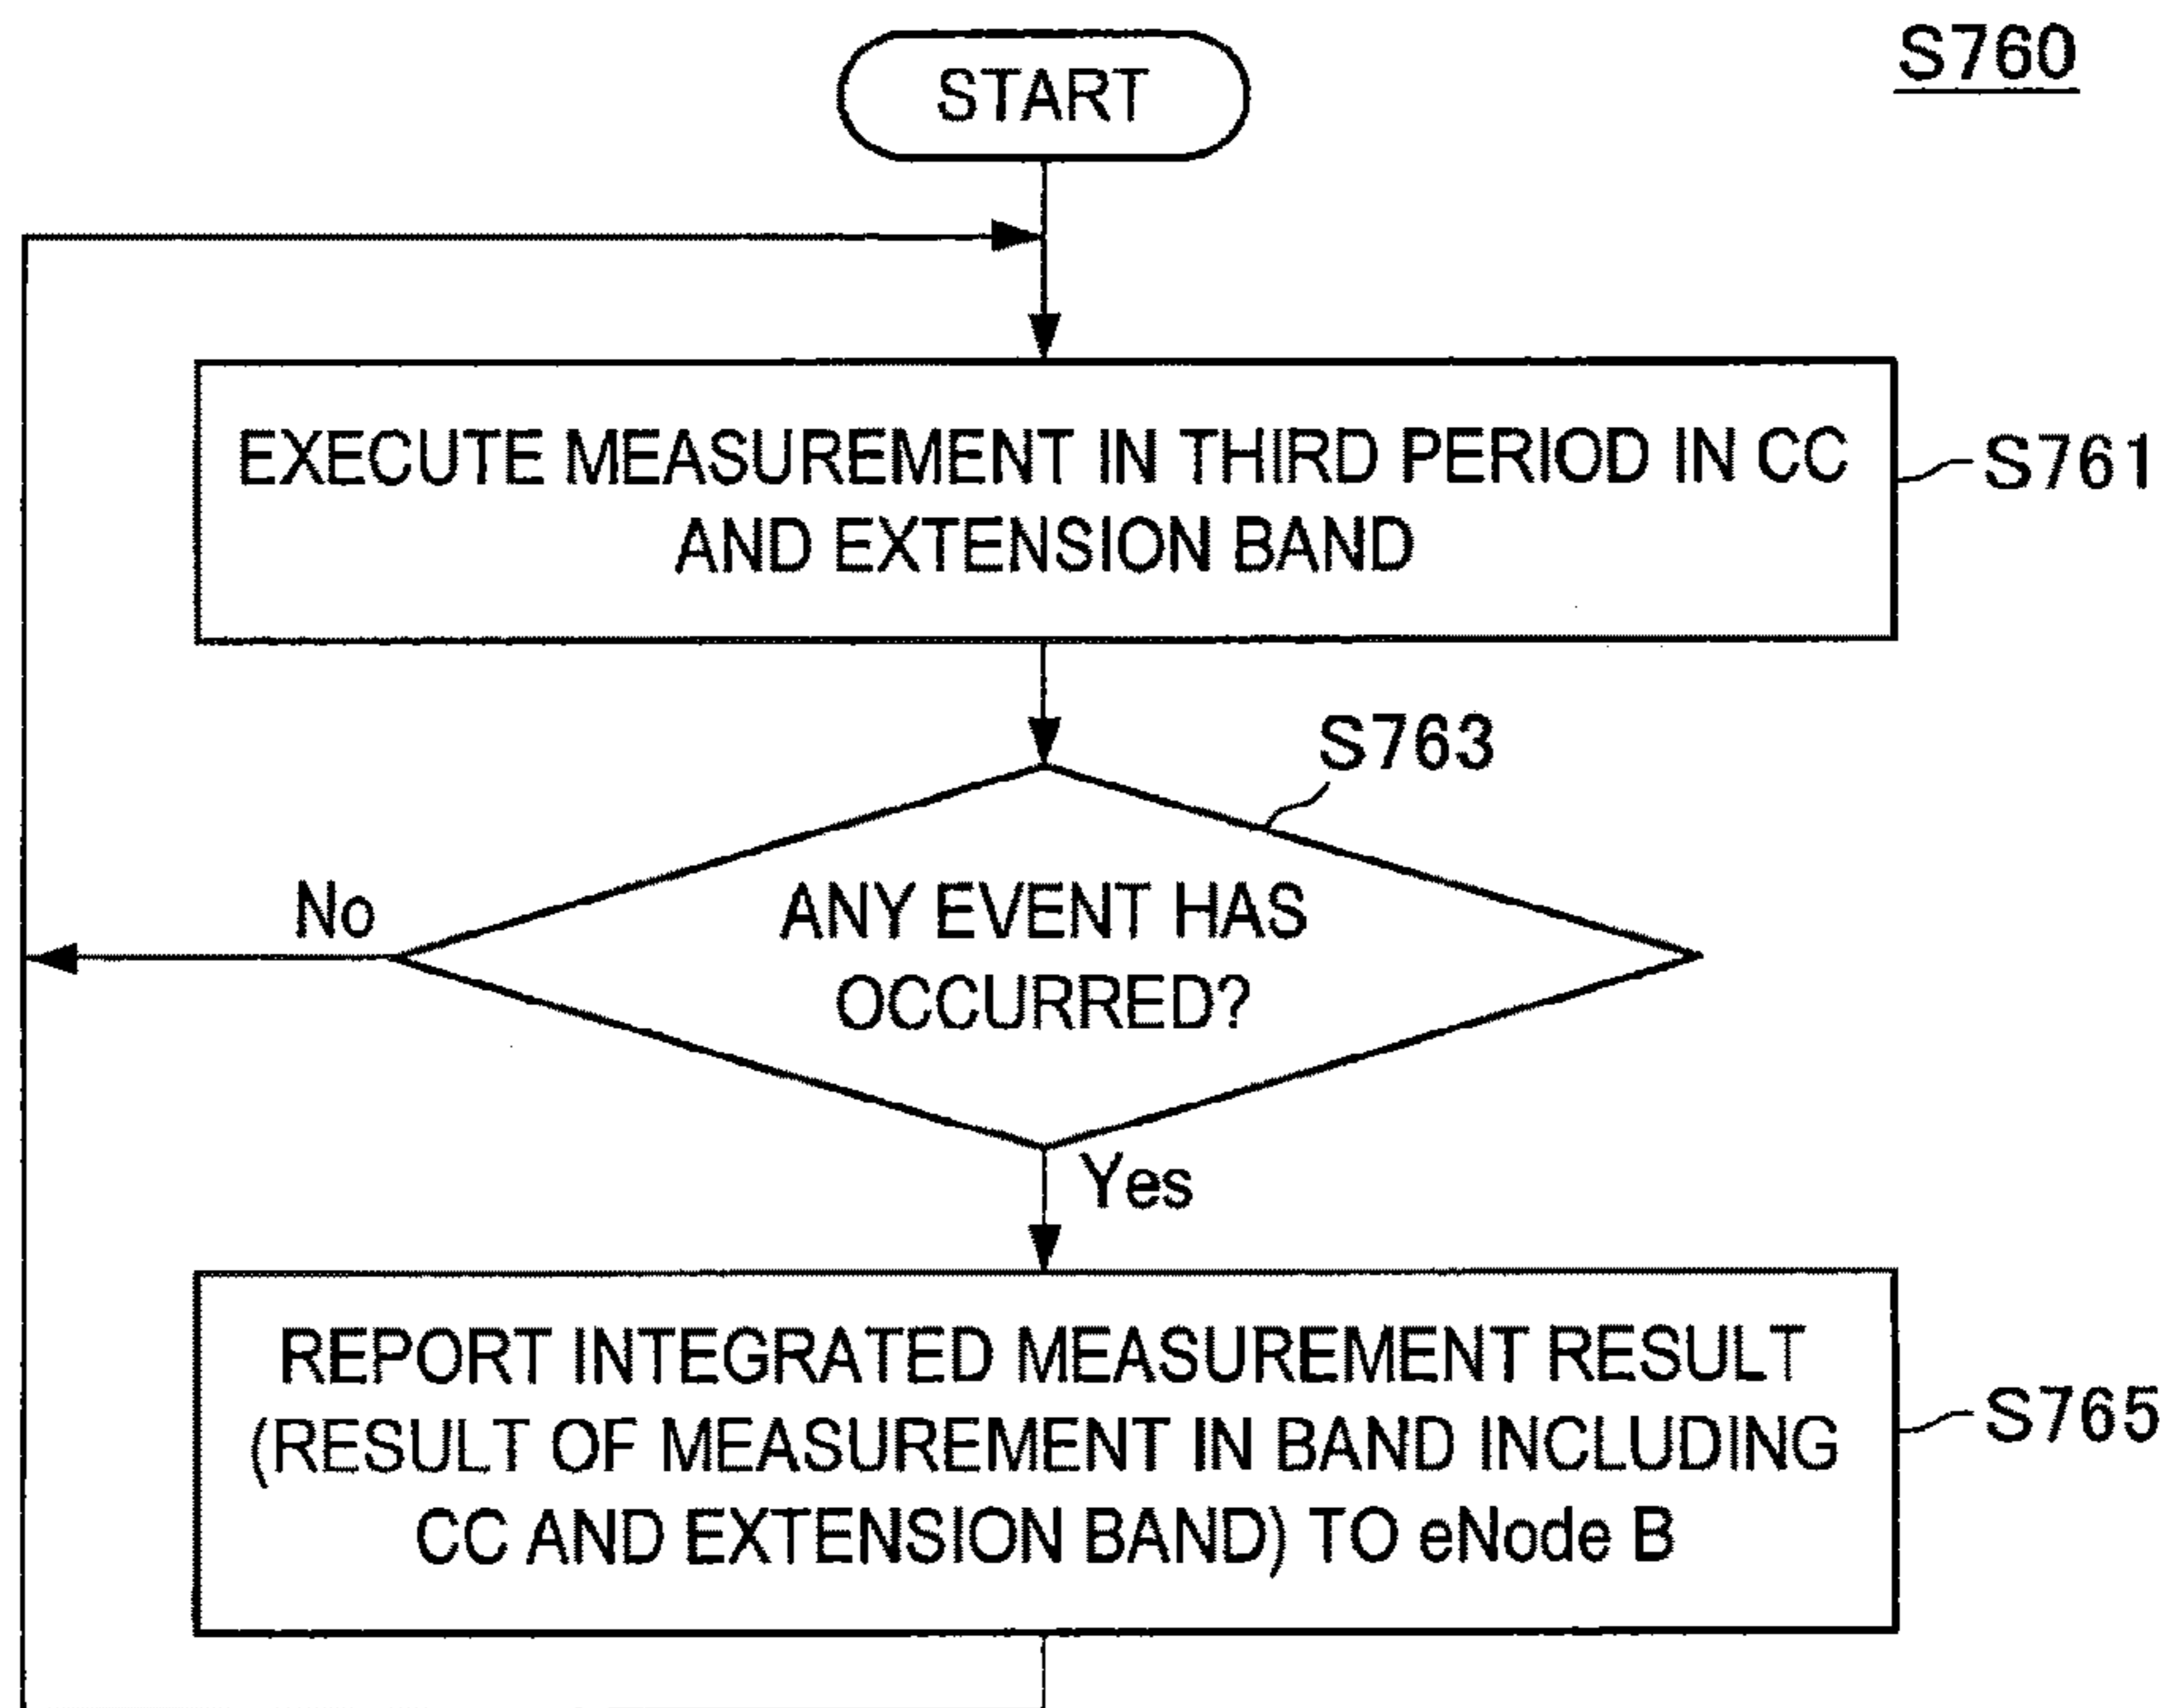 S760
START
EXECUTE MEASUREMENT IN THIRD PERIOD IN CC
AND EXTENSION BAND
S761
S763
ANY EVENT HAS
OCCURRED?
No
Yes
REPORT INTEGRATED MEASUREMENT RESULT
(RESULT OF MEASUREMENT IN BAND INCLUDING
CC AND EXTENSION BAND) TO eNode B
S765